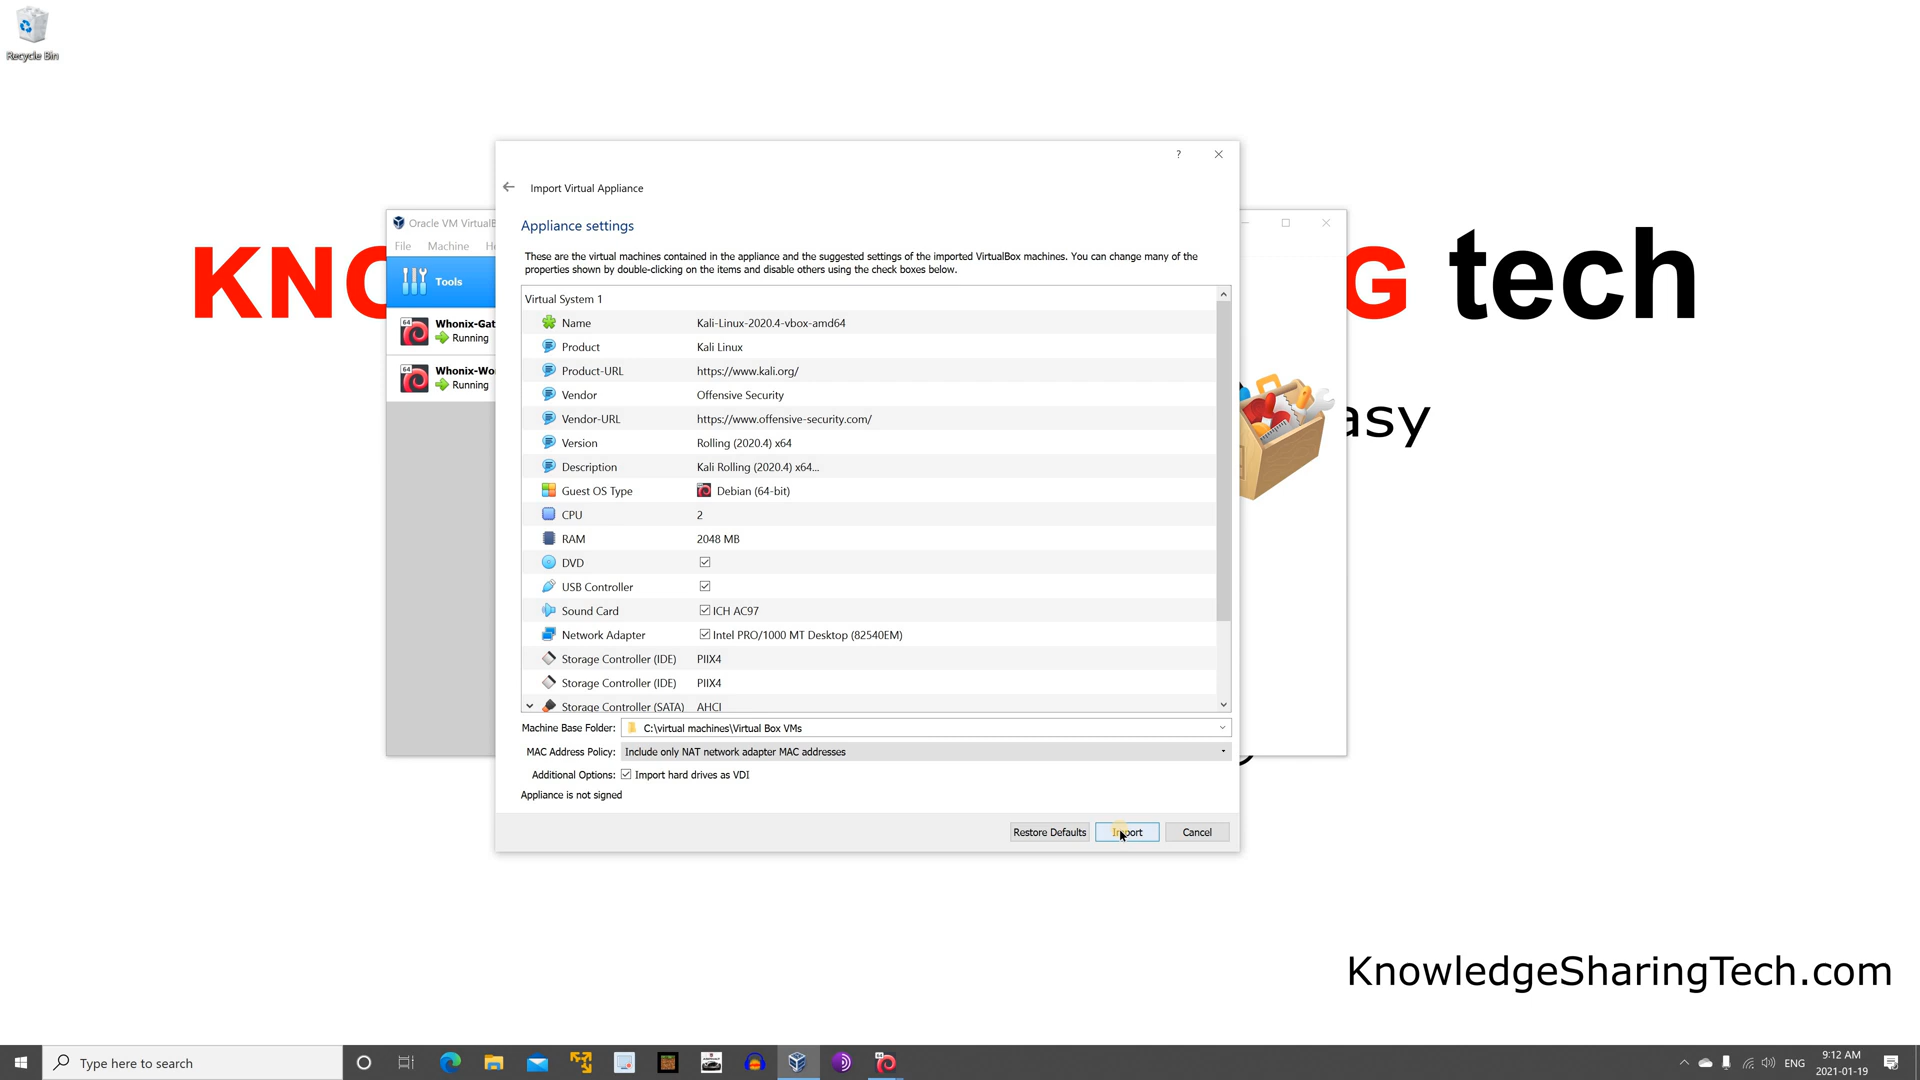 Recycle Bin
Import Virtual Appliance
Appliance settings
These are the virtual machines contained in the appliance and the suggested settings of the imported VirtualBox machines. You can change many of the
properties shown by double-clicking on the items and disable others using the check boxes below.
Virtual System 1
Name Kali-Linux-2020.4-vbox-amd64
Product Kali Linux
Product-URL https://www.kali.org/
Vendor Offensive Security
Vendor-URL https://www.offensive-security.com/
Version Rolling (2020.4) x64
Description Kali Rolling (2020.4) x64...
Guest OS Type Debian (64-bit)
CPU 2
RAM 2048 MB
DVD
USB Controller
Sound Card ICH AC97
Network Adapter Intel PRO/1000 MT Desktop (82540EM)
Storage Controller (IDE) PIIX4
Storage Controller (IDE) PIIX4
Storage Controller (SATA) AHCI
Machine Base Folder: C:\virtual machines\Virtual Box VMs
MAC Address Policy: Include only NAT network adapter MAC addresses
Additional Options: Import hard drives as VDI
Appliance is not signed
Restore Defaults Import Cancel
Oracle VM VirtualB
File Machine He
Tools
64 Whonix-Gat
Running
64 Whonix-Wo
Running
KNO G tech
asy
KnowledgeSharingTech.com
Type here to search
ENG
9:12 AM
2021-01-19